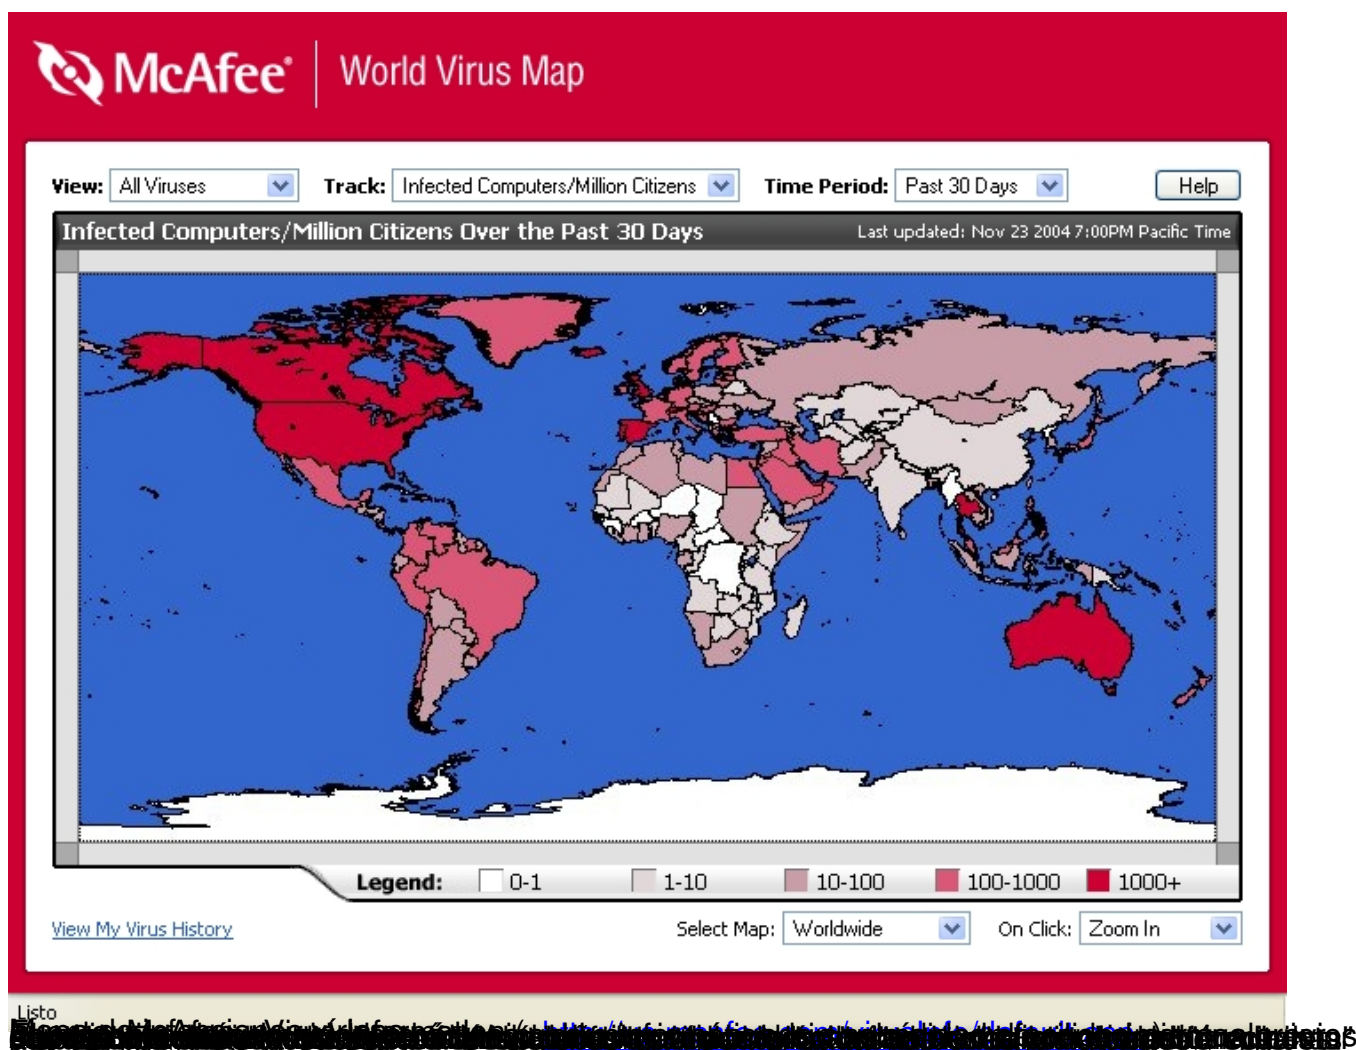 McAfee® World Virus Map
View: All Viruses Track: Infected Computers/Million Citizens Time Period: Past 30 Days Help
Infected Computers/Million Citizens Over the Past 30 Days Last updated: Nov 23 2004 7:00PM Pacific Time
Legend: 0-1 1-10 10-100 100-1000 1000+
View My Virus History Select Map: Worldwide On Click: Zoom In
Listo